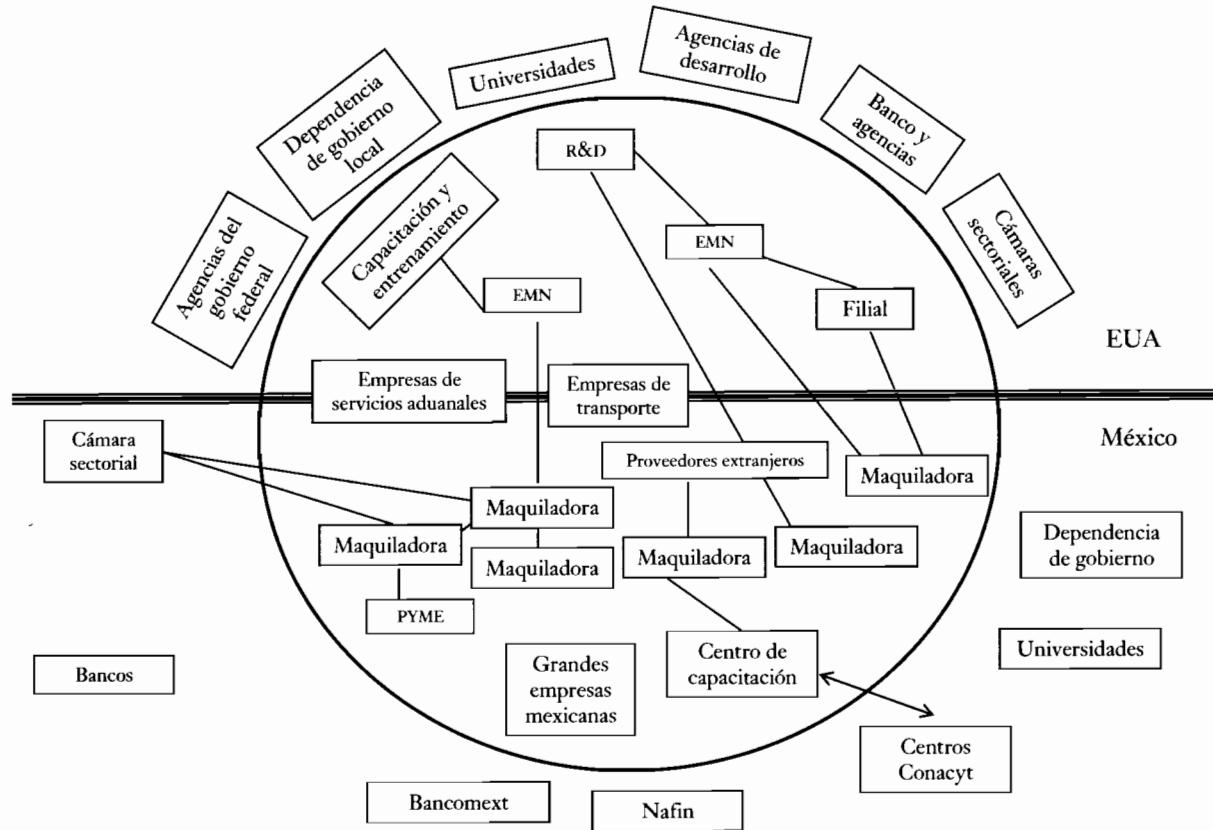 Universidades
Agencias de
desarrollo
Dependencia
de gobierno
local
Banco y
agencias
Agencias del
gobierno
federal
Capacitación y
entrenamiento
R&D
EMN
Cámaras
sectoriales
EMN
Filial
EUA
Empresas de
servicios aduanales
Empresas de
transporte
México
Cámara
sectorial
Proveedores extranjeros
Maquiladora
Maquiladora
Maquiladora
Maquiladora
Maquiladora
Maquiladora
Dependencia
de gobierno
PYME
Universidades
Bancos
Grandes
empresas
mexicanas
Centro de
capacitación
Centros
Conacyt
Bancomext
Nafin